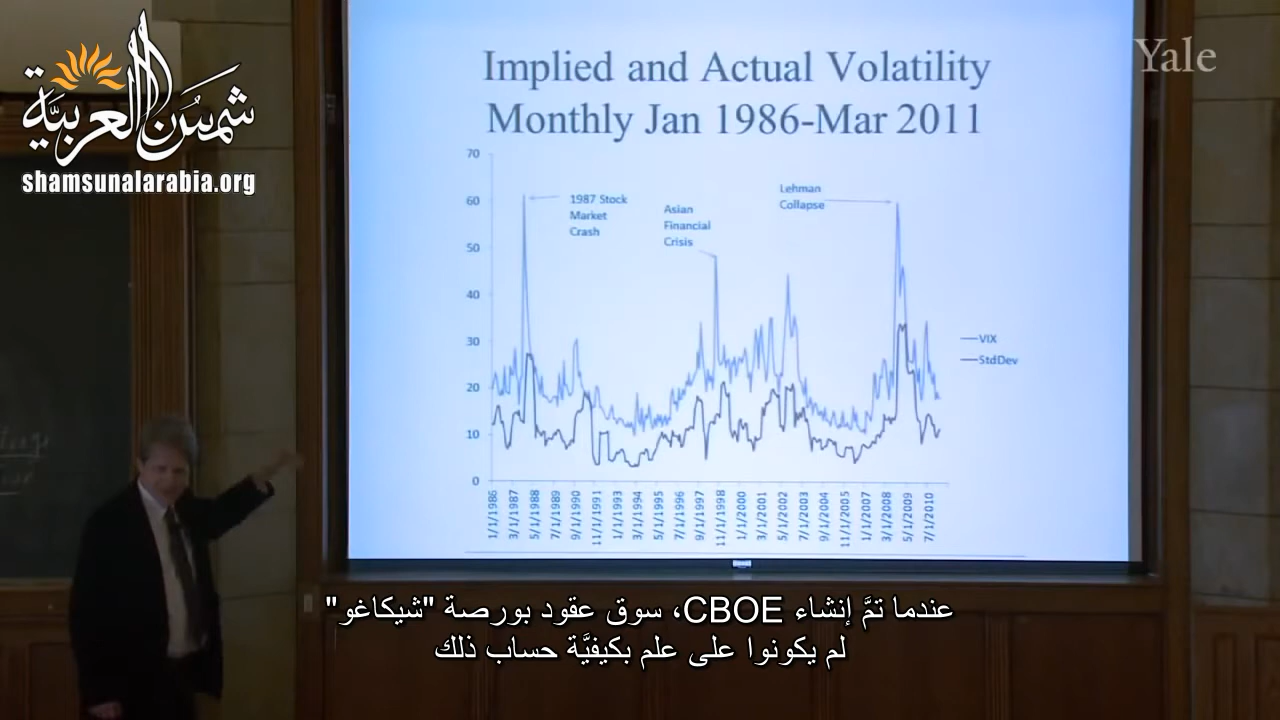 شمسُ العربيَّة
shamsunalarabia.org
Yale
Implied and Actual Volatility
Monthly Jan 1986-Mar 2011
70
60
50
40
30
20
10
0
1987 Stock
Market
Crash
Asian
Financial
Crisis
Lehman
Collapse
VIX
StdDev
1/1/1986
3/1/1987
5/1/1988
7/1/1989
9/1/1990
11/1/1991
1/1/1993
3/1/1994
5/1/1995
7/1/1996
9/1/1997
11/1/1998
1/1/2000
3/1/2001
5/1/2002
7/1/2003
9/1/2004
11/1/2005
1/1/2007
3/1/2008
5/1/2009
7/1/2010
عندما تمَّ إنشاء CBOE، سوق عقود بورصة "شيكاغو"
لم يكونوا على علم بكيفيَّة حساب ذلك